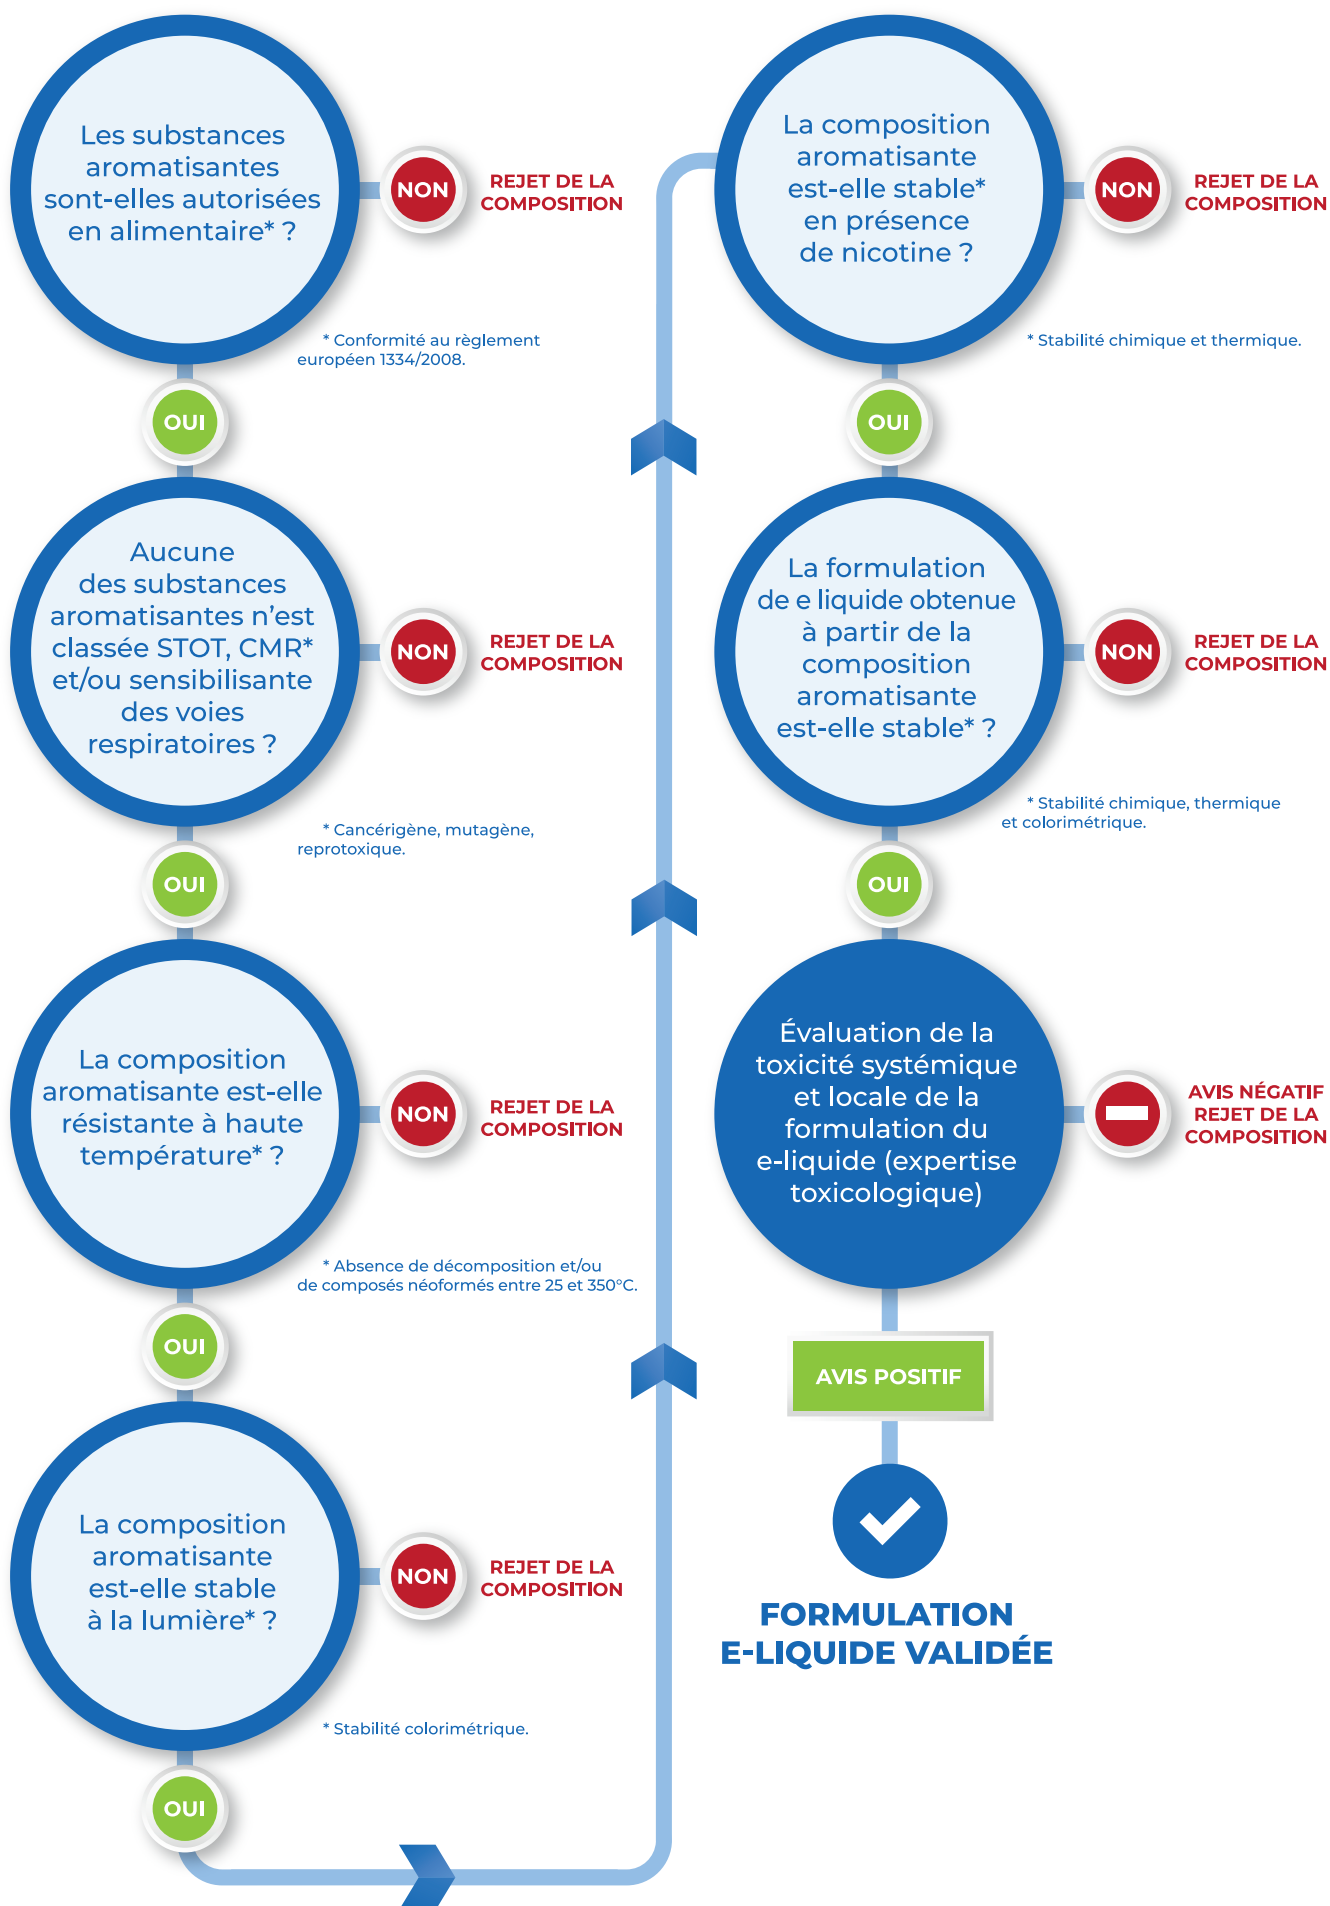 Les substances
aromatisantes
sont-elles autorisées
en alimentaire* ?
NON
REJET DE LA
COMPOSITION
* Conformité au règlement
européen 1334/2008.
OUI
Aucune
des substances
aromatisantes n'est
classée STOT, CMR*
et/ou sensibilisante
des voies
respiratoires ?
NON
REJET DE LA
COMPOSITION
* Cancérigène, mutagène,
reprotoxique.
OUI
La composition
aromatisante est-elle
résistante à haute
température* ?
NON
REJET DE LA
COMPOSITION
* Absence de décomposition et/ou
de composés néoformés entre 25 et 350°C.
OUI
La composition
aromatisante
est-elle stable
à la lumière* ?
NON
REJET DE LA
COMPOSITION
* Stabilité colorimétrique.
OUI
La composition
aromatisante
est-elle stable*
en présence
de nicotine ?
NON
REJET DE LA
COMPOSITION
* Stabilité chimique et thermique.
OUI
La formulation
de e liquide obtenue
à partir de la
composition
aromatisante
est-elle stable* ?
NON
REJET DE LA
COMPOSITION
* Stabilité chimique, thermique
et colorimétrique.
OUI
Évaluation de la
toxicité systémique
et locale de la
formulation du
e-liquide (expertise
toxicologique)
AVIS NÉGATIF
REJET DE LA
COMPOSITION
AVIS POSITIF
FORMULATION
E-LIQUIDE VALIDÉE